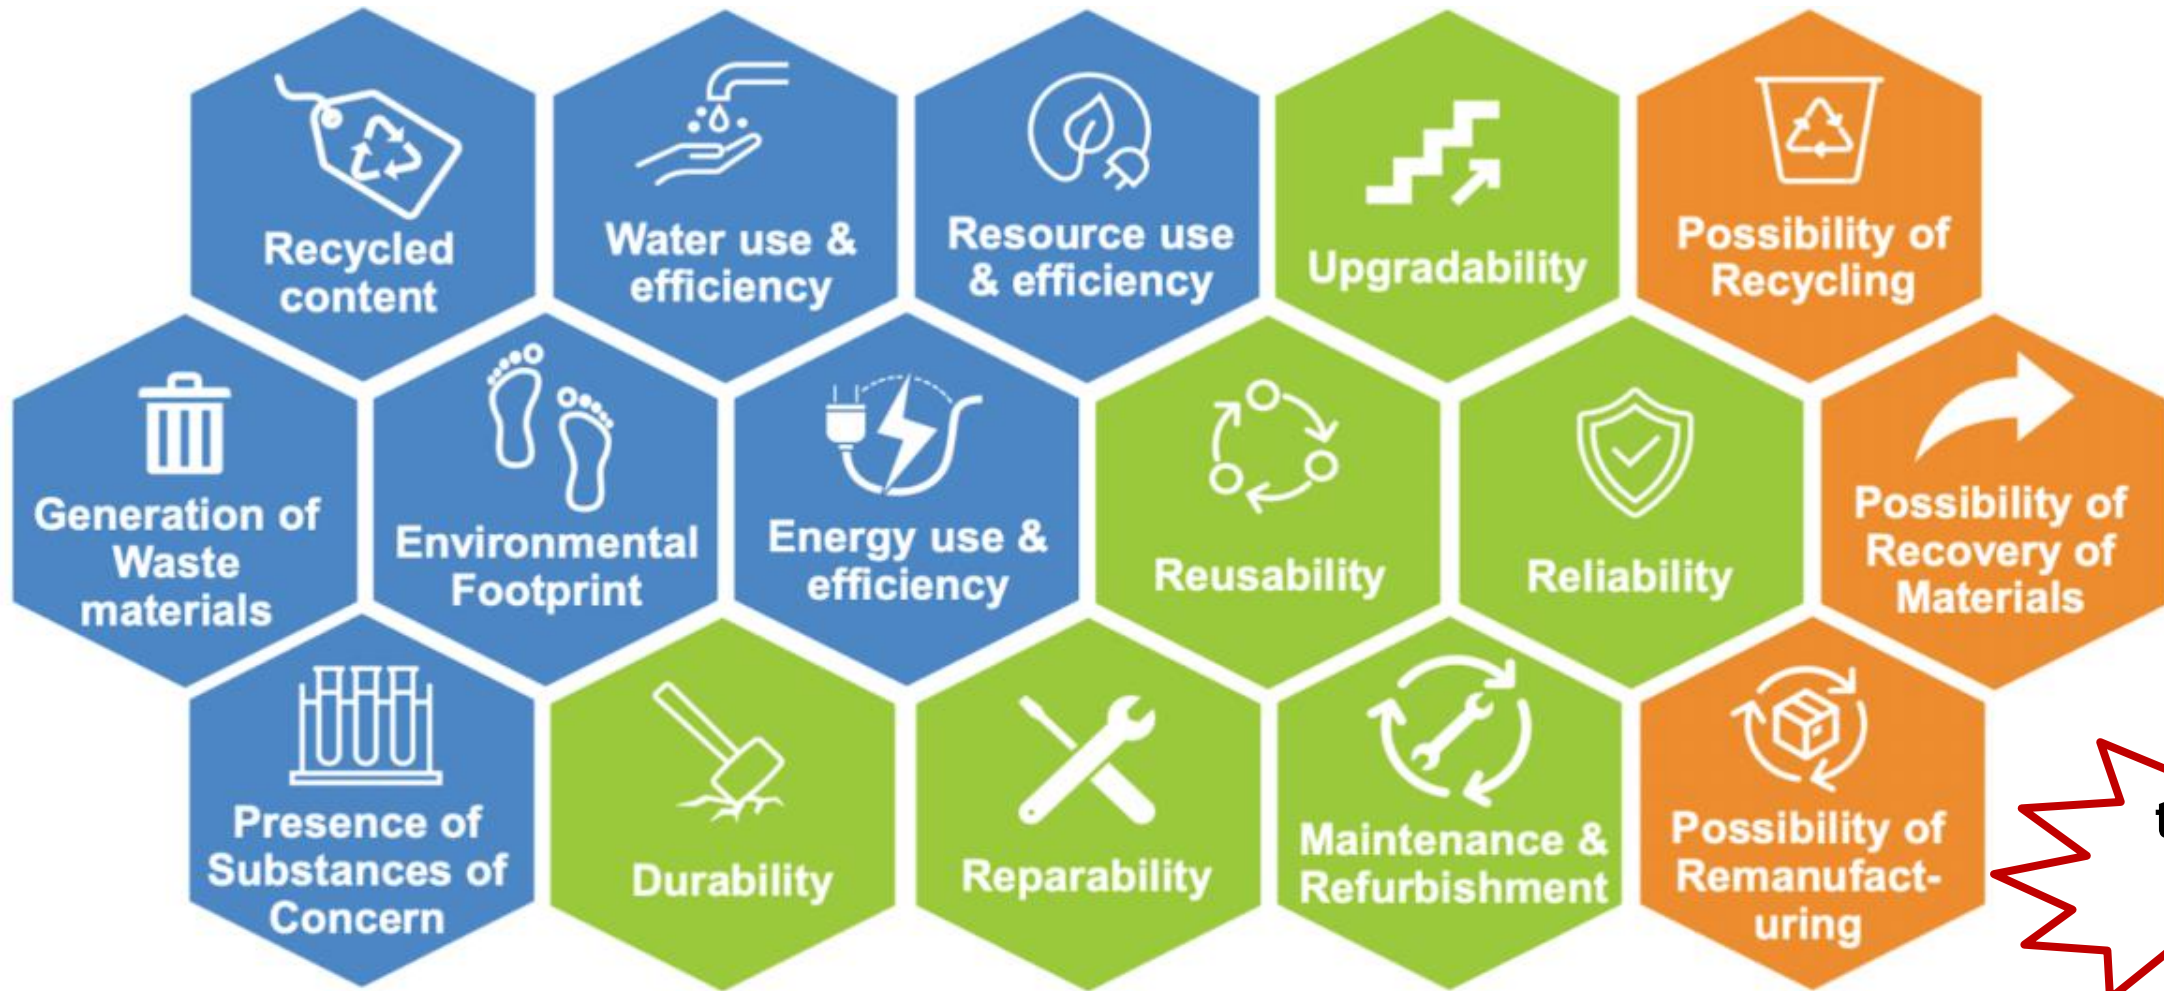 Recycled
content
Water use &
efficiency
Resource use
& efficiency
Upgradability
Possibility of
Recycling
Generation of
Waste
materials
Environmental
Footprint
Energy use &
efficiency
Reusability
Reliability
Possibility of
Recovery of
Materials
Presence of
Substances of
Concern
Durability
Reparability
Maintenance &
Refurbishment
Possibility of
Remanufact-
uring